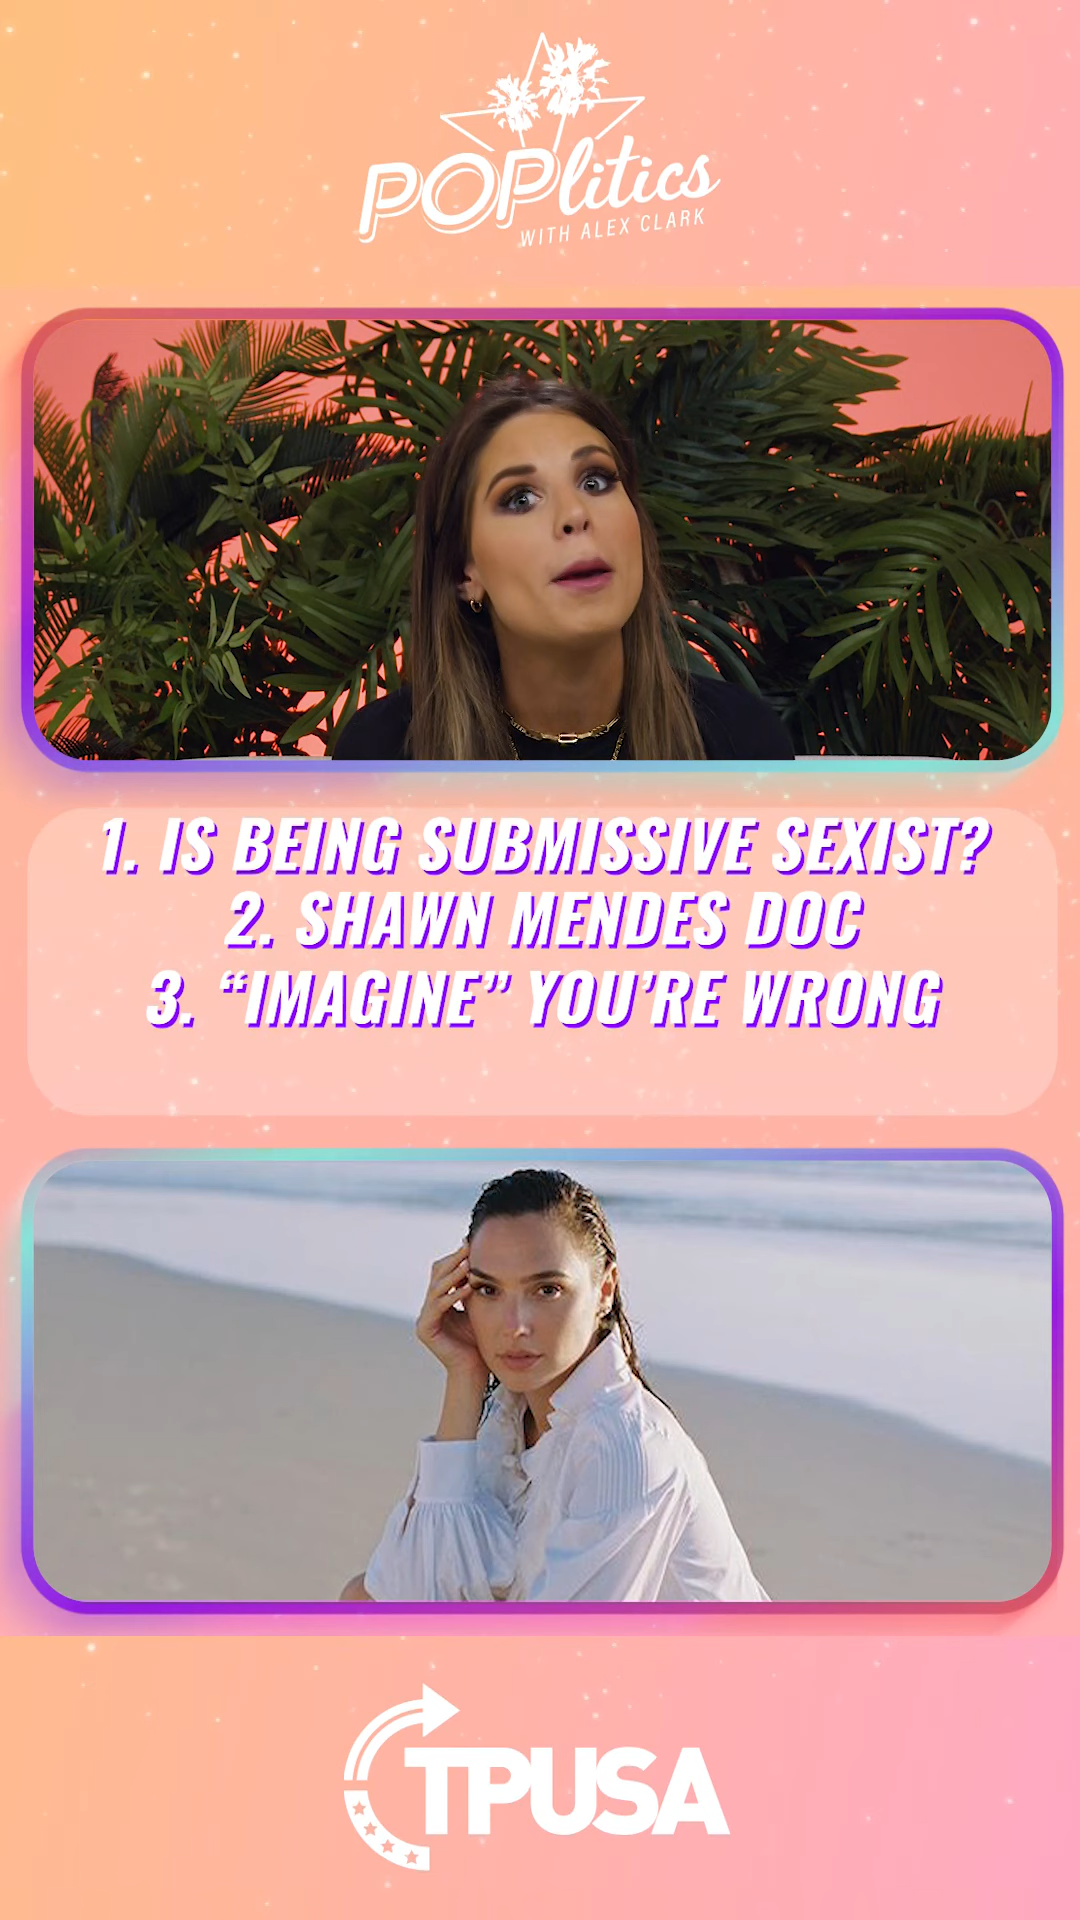 POPlitics
WITH ALEX CLARK
1. IS BEING SUBMISSIVE SEXIST?
2. SHAWN MENDES DOC
3. “IMAGINE” YOU’RE WRONG
TPUSA